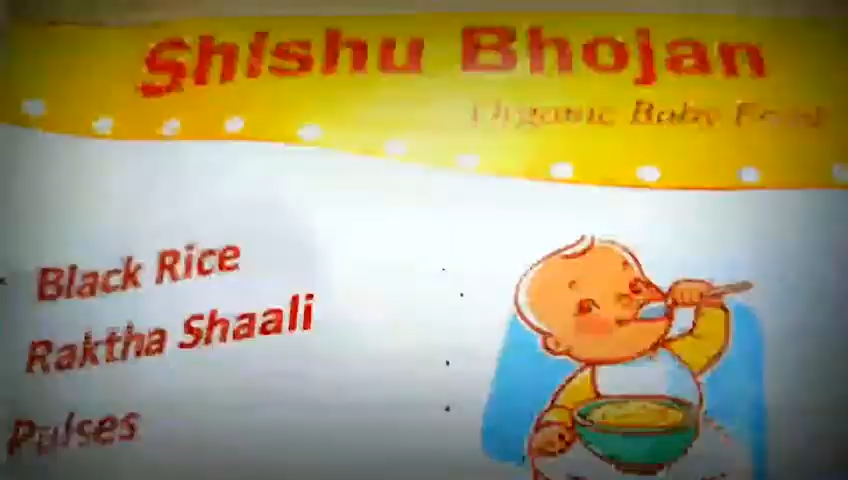 Shishu Bhojan
Organic Baby Food
Black Rice
Raktha Shaali
Pulses